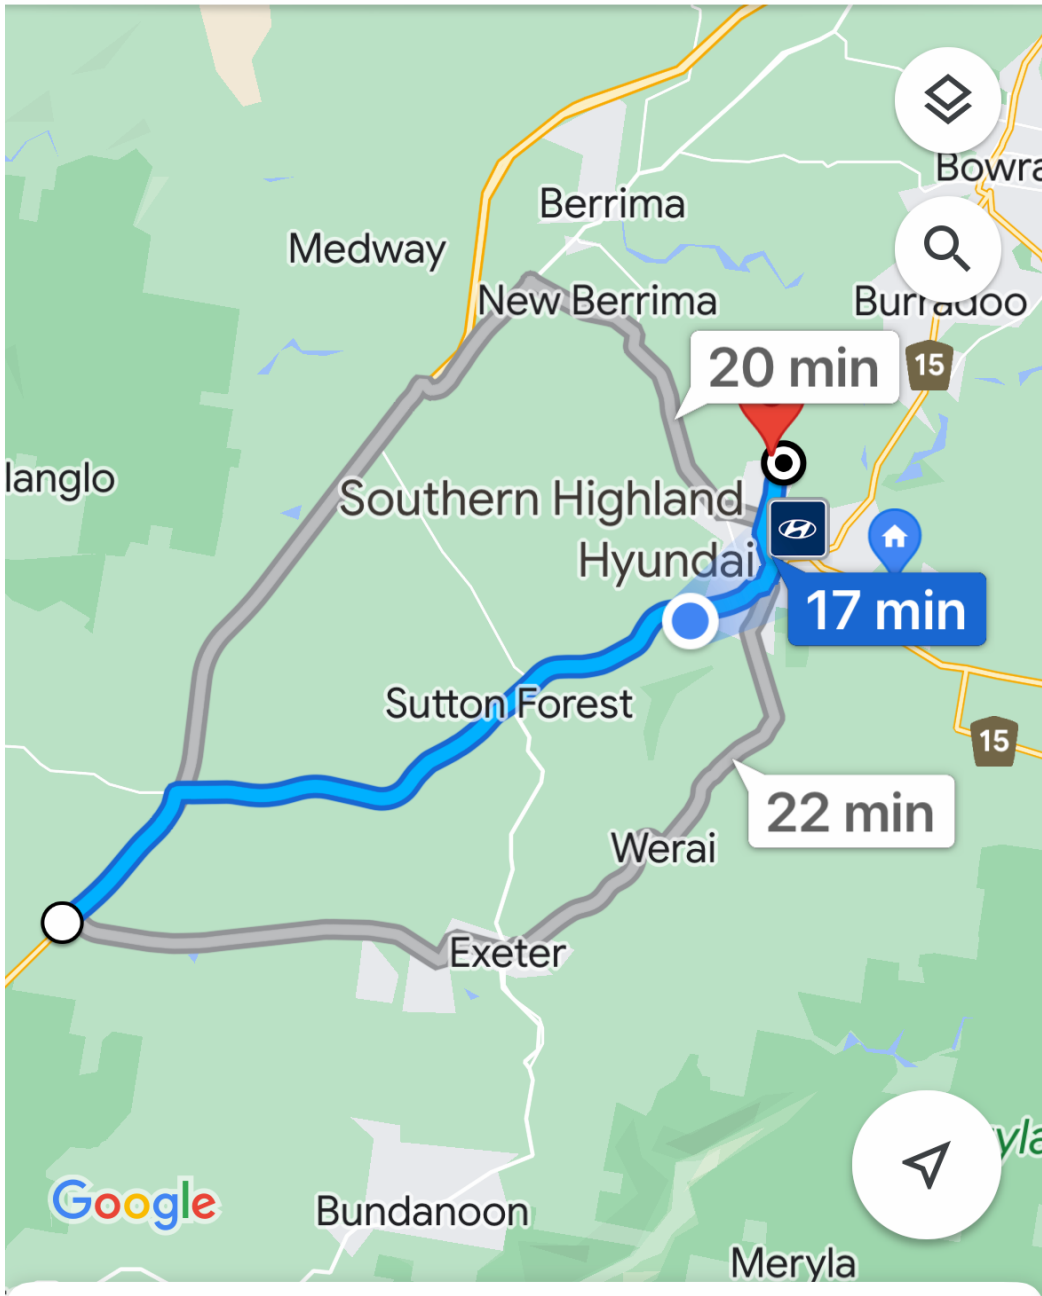 Bowra
Berrima
Medway
New Berrima
Burradoo
20 min
15
langlo
Southern Highland
Hyundai
17 min
Sutton Forest
15
22 min
Werai
Exeter
yla
Google
Bundanoon
Meryla